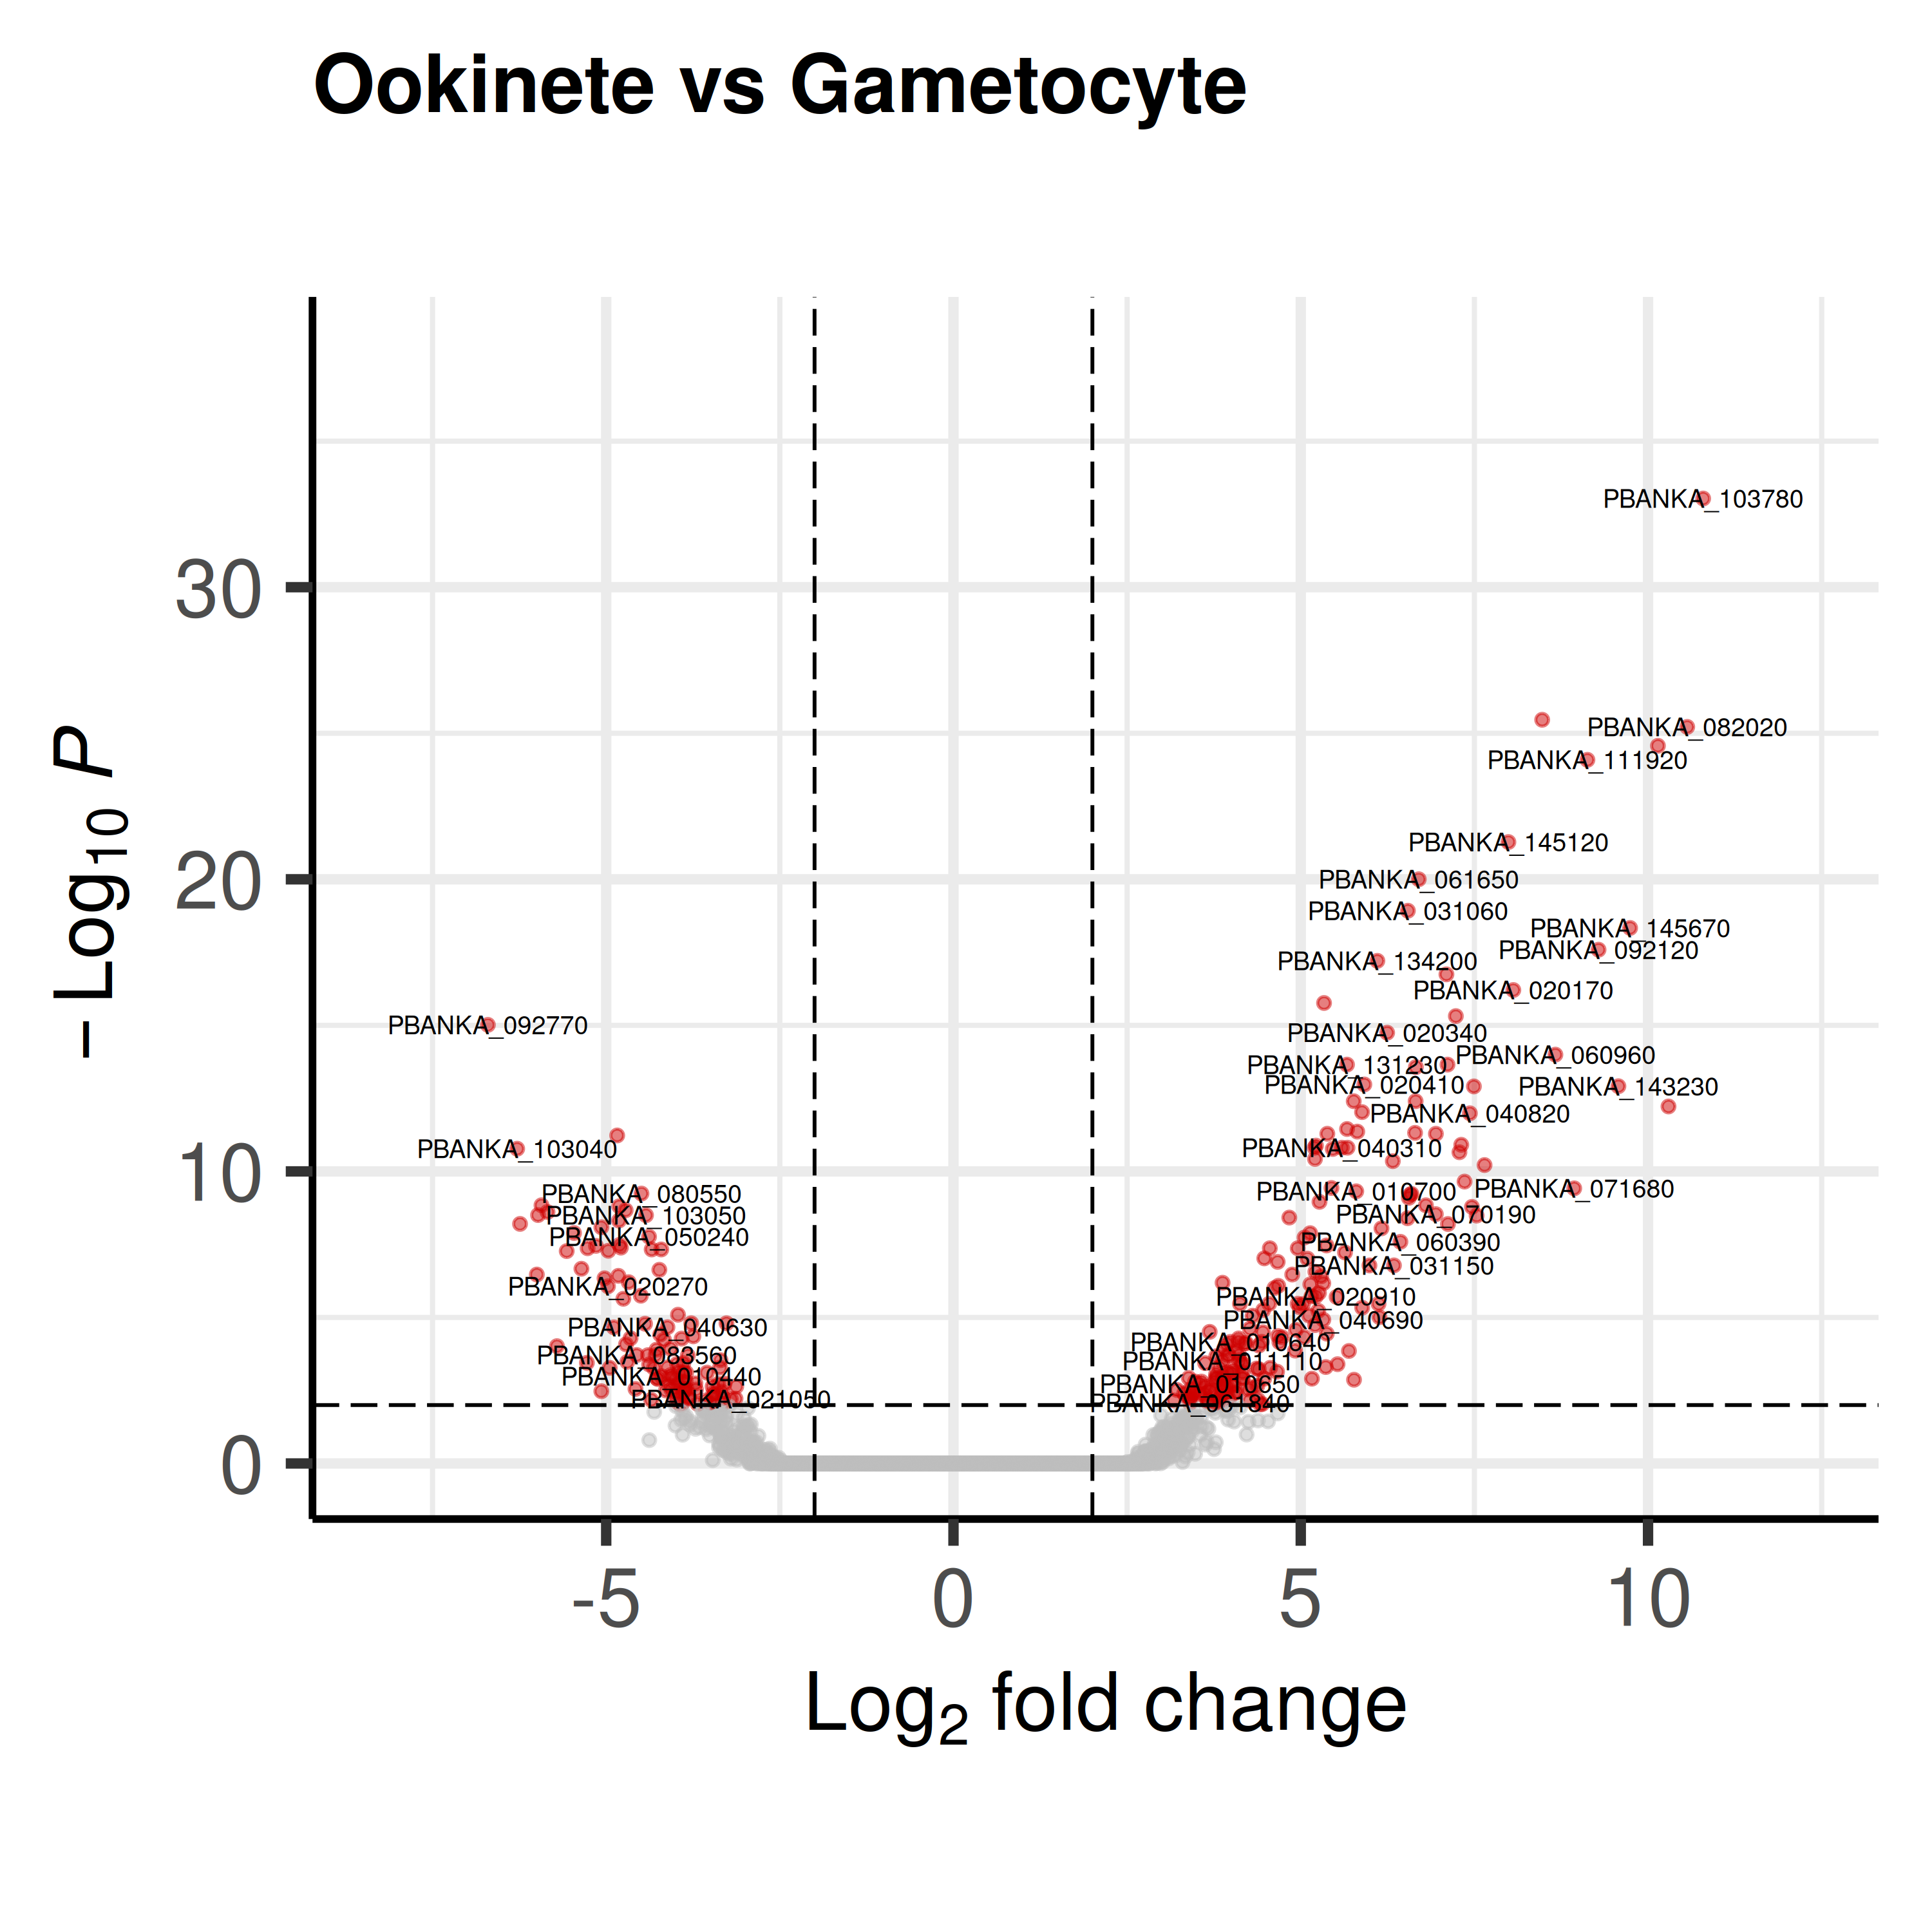 Ookinete vs Gametocyte
− Log10 P
30
20
10
0
PBANKA_103780
PBANKA_082020
PBANKA_111920
PBANKA_145120
PBANKA_061650
PBANKA_031060
PBANKA_145670
PBANKA_092120
PBANKA_134200
PBANKA_020170
PBANKA_092770
PBANKA_020340
PBANKA_060960
PBANKA_131230
PBANKA_020410
PBANKA_143230
PBANKA_040820
PBANKA_103040
PBANKA_040310
PBANKA_080550
PBANKA_010700
PBANKA_071680
PBANKA_103050
PBANKA_070190
PBANKA_050240
PBANKA_060390
PBANKA_031150
PBANKA_020270
PBANKA_020910
PBANKA_040630
PBANKA_040690
PBANKA_010640
PBANKA_083560
PBANKA_011110
PBANKA_010440
PBANKA_010650
PBANKA_021050
PBANKA_061840
-5
0
5
10
Log2 fold change